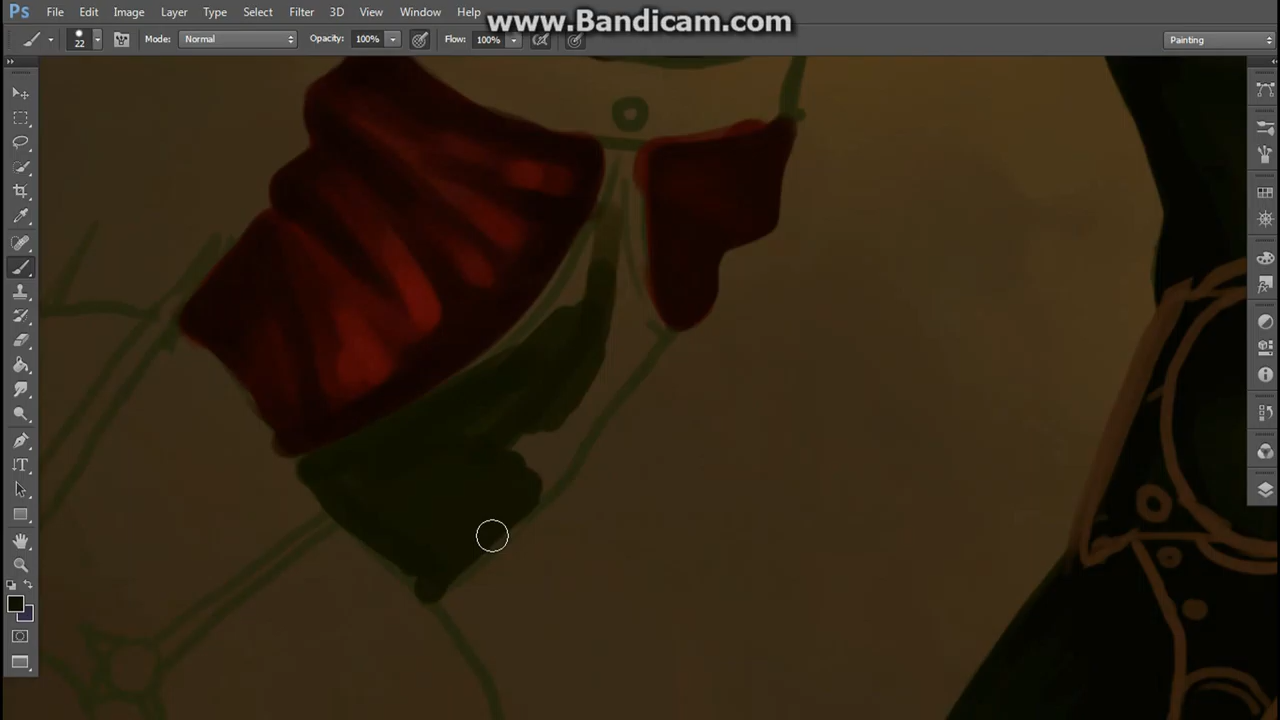 Ps File Edit Image Layer Type Select Filter 3D View Window Help
www.Bandicam.com
22 Mode: Normal Opacity: 100% Flow: 100% Painting